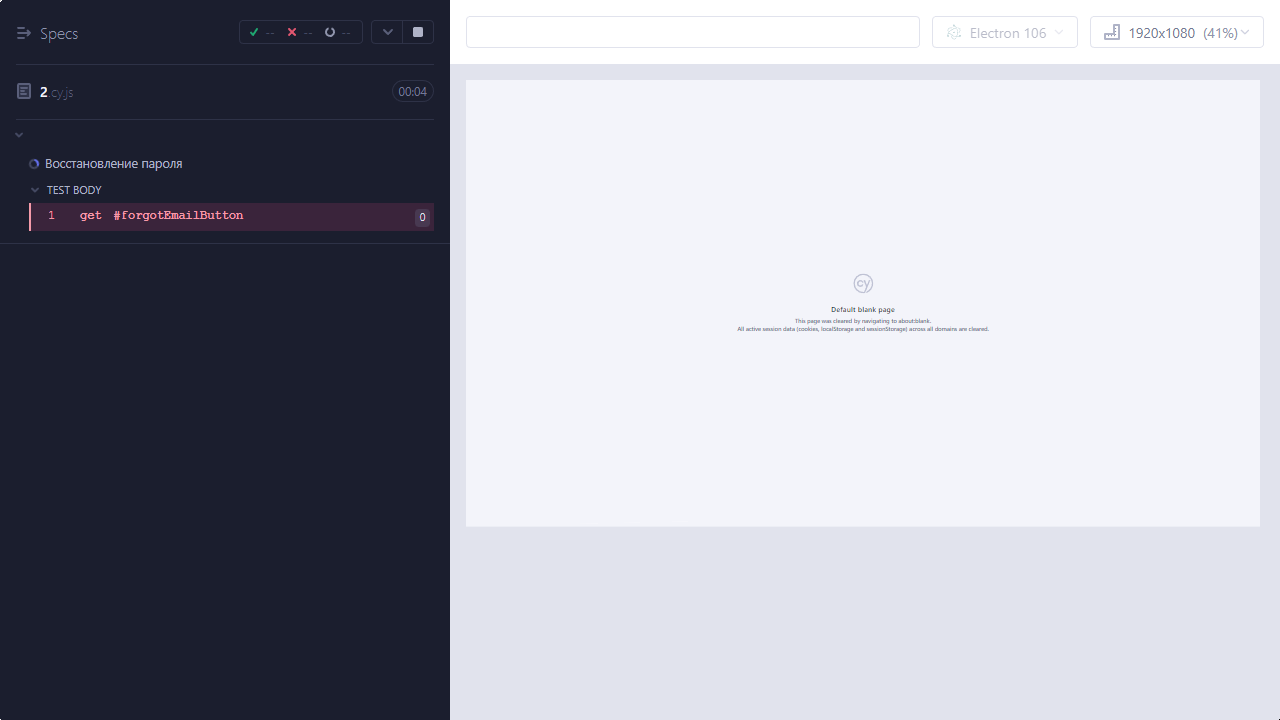 Specs
-- -- --
2.cy.js
00:04
Восстановление пароля
TEST BODY
1 get #forgotEmailButton 0
Electron 106
1920x1080 (41%)
cy
Default blank page
This page was cleared by navigating to about:blank.
All active session data (cookies, localStorage and sessionStorage) across all domains are cleared.